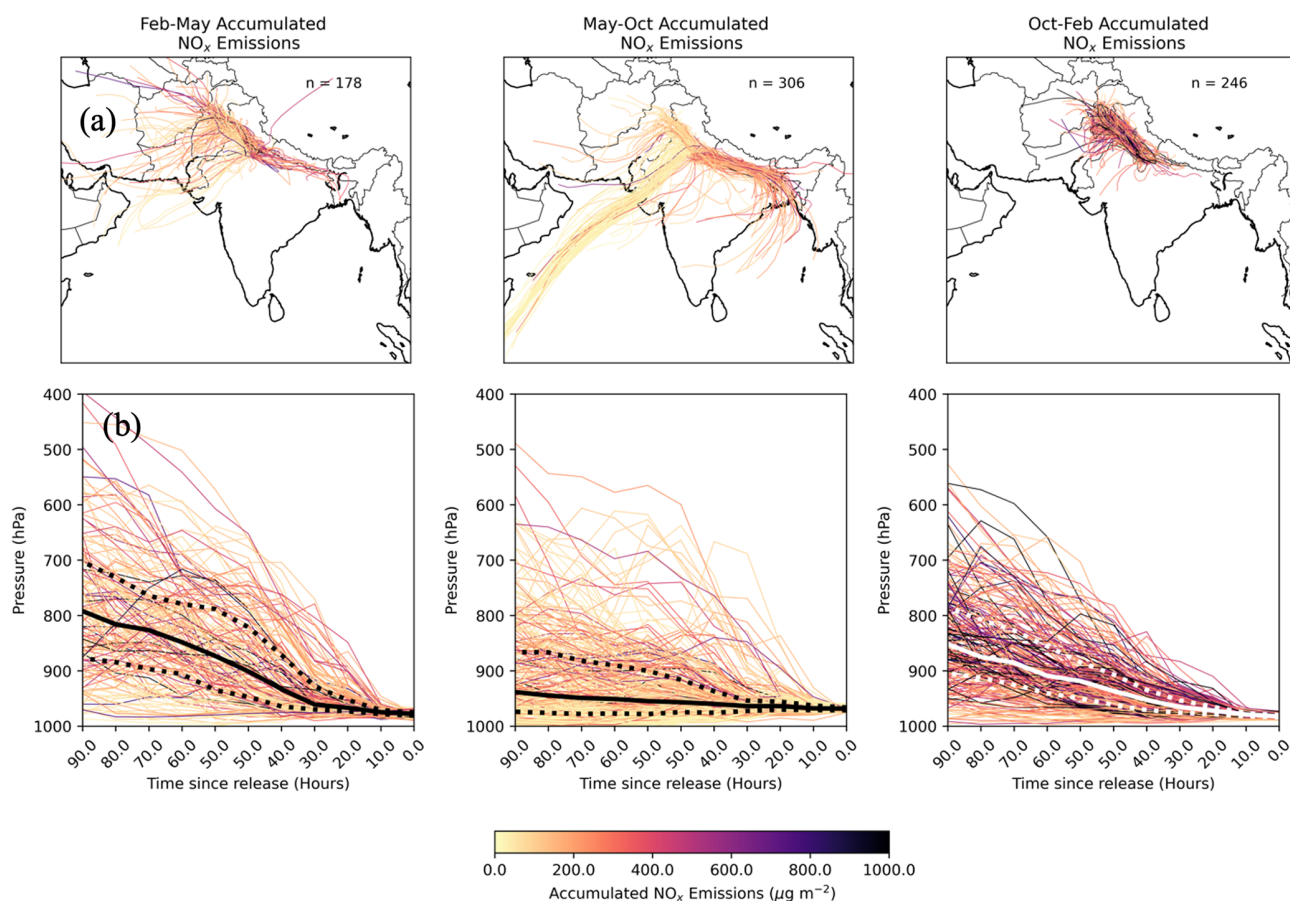 Feb-May Accumulated
NOₓ Emissions
May-Oct Accumulated
NOₓ Emissions
Oct-Feb Accumulated
NOₓ Emissions
(a)
n = 178
n = 306
n = 246
(b)
400
500
600
700
800
900
1000
Pressure (hPa)
90.0
80.0
70.0
60.0
50.0
40.0
30.0
20.0
10.0
0.0
Time since release (Hours)
400
500
600
700
800
900
1000
Pressure (hPa)
90.0
80.0
70.0
60.0
50.0
40.0
30.0
20.0
10.0
0.0
Time since release (Hours)
400
500
600
700
800
900
1000
Pressure (hPa)
90.0
80.0
70.0
60.0
50.0
40.0
30.0
20.0
10.0
0.0
Time since release (Hours)
0.0 200.0 400.0 600.0 800.0 1000.0
Accumulated NOₓ Emissions (μg m⁻²)